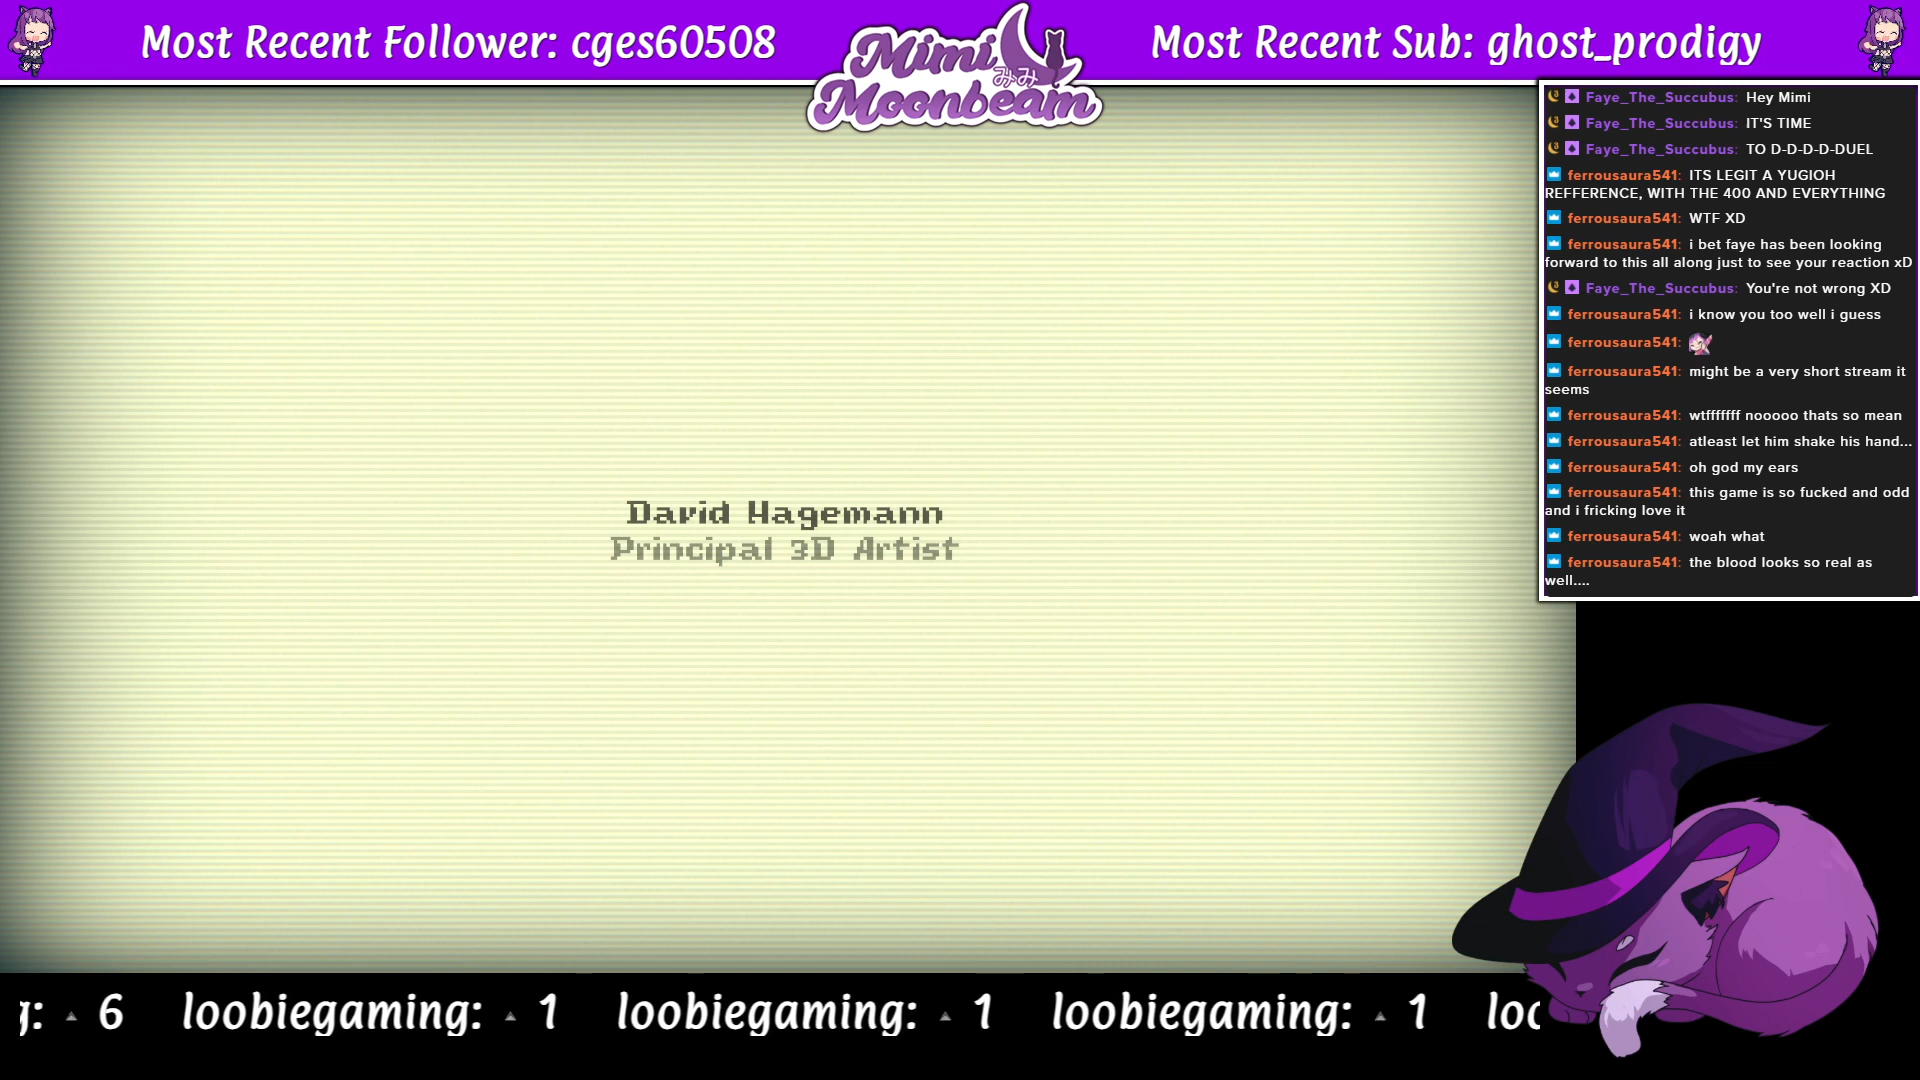 Most Recent Follower: cges60508
Mimi
みみ
Moonbeam
Most Recent Sub: ghost_prodigy
Faye_The_Succubus: Hey Mimi
Faye_The_Succubus: IT'S TIME
Faye_The_Succubus: TO D-D-D-D-DUEL
ferrousaura541: ITS LEGIT A YUGIOH
REFFERENCE, WITH THE 400 AND EVERYTHING
ferrousaura541: WTF XD
ferrousaura541: i bet faye has been looking
forward to this all along just to see your reaction xD
Faye_The_Succubus: You're not wrong XD
ferrousaura541: i know you too well i guess
ferrousaura541:
ferrousaura541: might be a very short stream it
seems
ferrousaura541: wtfffffff nooooo thats so mean
ferrousaura541: atleast let him shake his hand...
ferrousaura541: oh god my ears
ferrousaura541: this game is so fucked and odd
and i fricking love it
ferrousaura541: woah what
ferrousaura541: the blood looks so real as
well....
David Hagemann
Principal 3D Artist
g: 6 loobiegaming: 1 loobiegaming: 1 loobiegaming: 1 loo